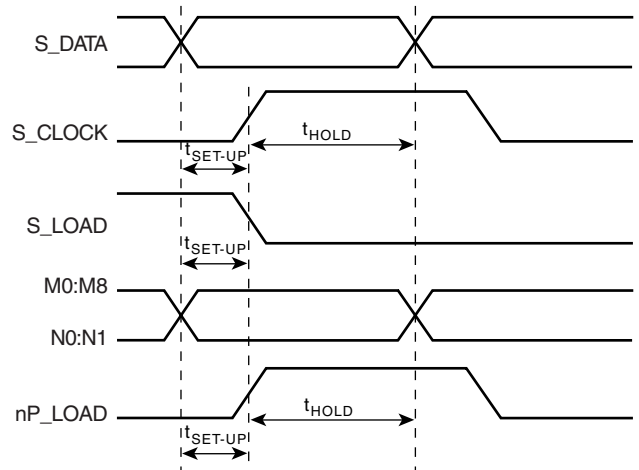 S_DATA
S_CLOCK
tHOLD
tSET-UP
S_LOAD
tSET-UP
M0:M8
N0:N1
nP_LOAD
tHOLD
tSET-UP